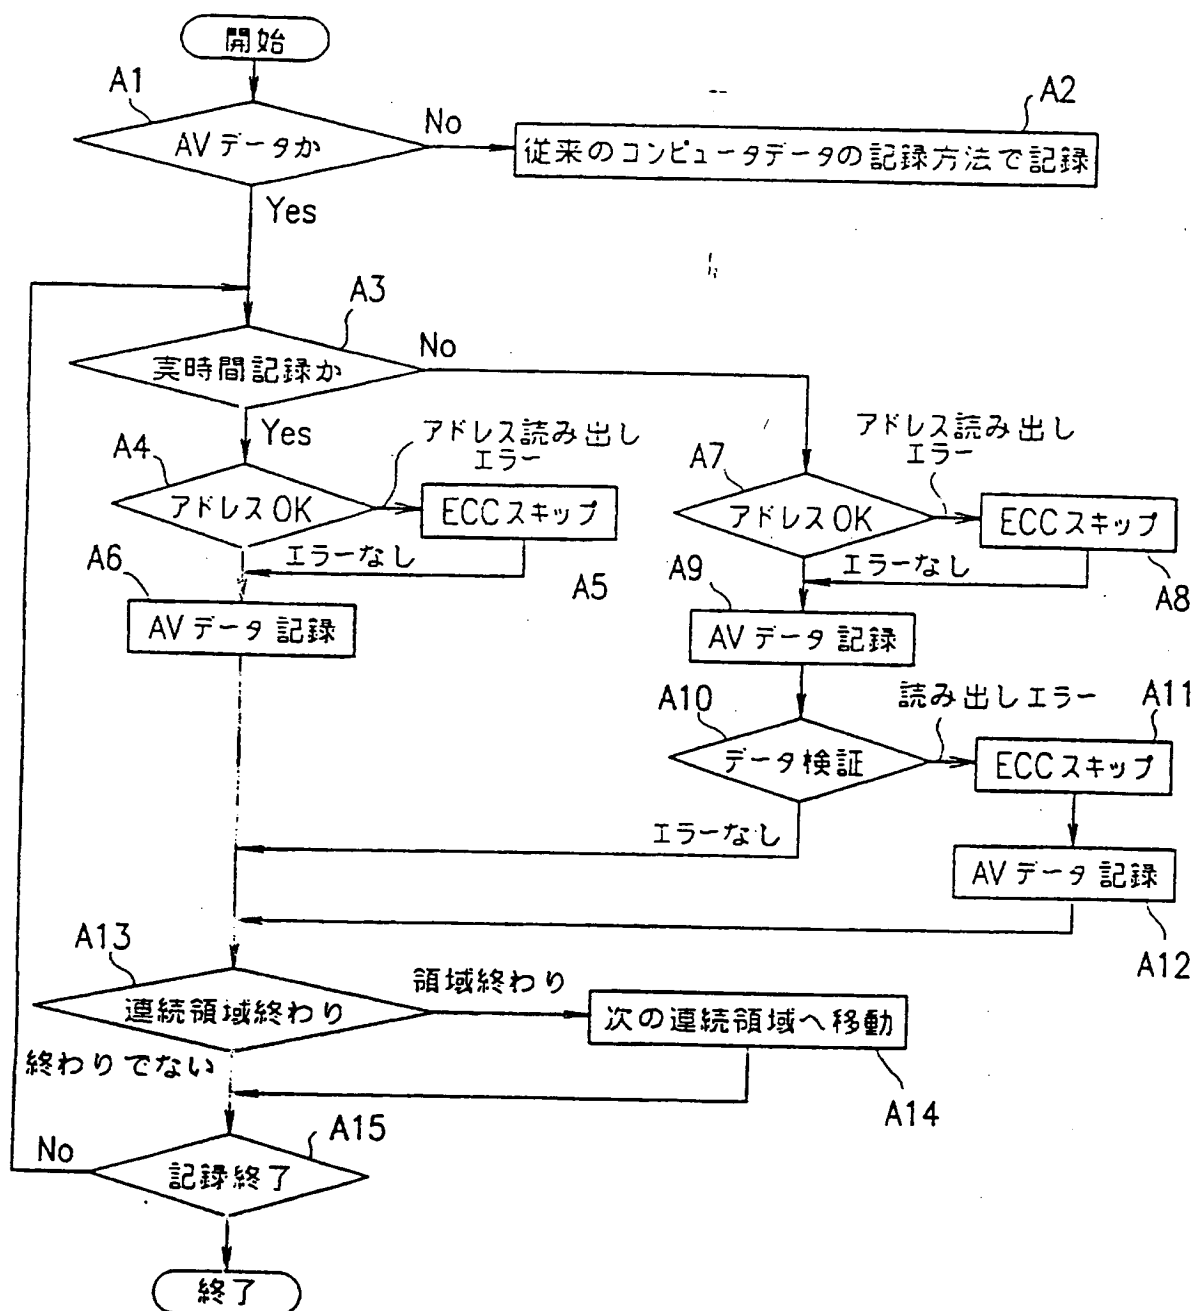 開始
A1
AVデータか
No
A2
従来のコンピュータデータの記録方法で記録
Yes
A3
実時間記録か
No
Yes
A4
アドレスOK
アドレス読み出し
エラー
ECCスキップ
A5
エラーなし
A6
AVデータ記録
A7
アドレスOK
アドレス読み出し
エラー
ECCスキップ
A8
エラーなし
A9
AVデータ記録
A10
データ検証
読み出しエラー
A11
ECCスキップ
エラーなし
AVデータ記録
A12
A13
連続領域終わり
領域終わり
次の連続領域へ移動
A14
終わりでない
A15
記録終了
No
終了